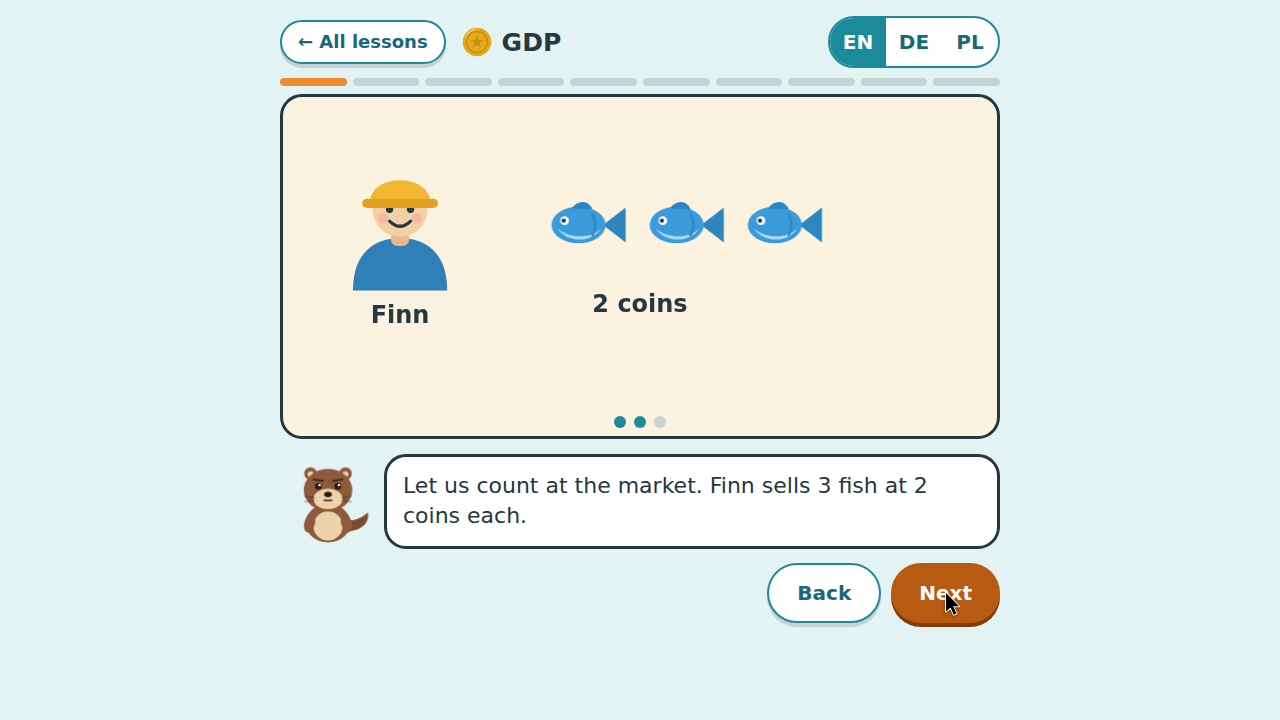 ← All lessons
GDP
EN DE PL
Finn
2 coins
Let us count at the market. Finn sells 3 fish at 2
coins each.
Back
Next